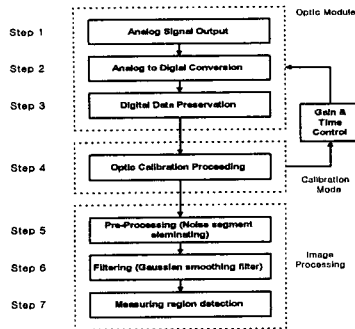 Optic Module
Step 1
Analog Signal Output
Step 2
Analog to Digial Conversion
Step 3
Digital Data Preservation
Gain &
Time
Control
Step 4
Optic Calibration Proceeding
Calibration
Mode
Step 5
Pre-Processing (Noise segment
eleminating)
Step 6
Filtering (Gaussian smoothing filter)
Image
Processing
Step 7
Measuring region detection